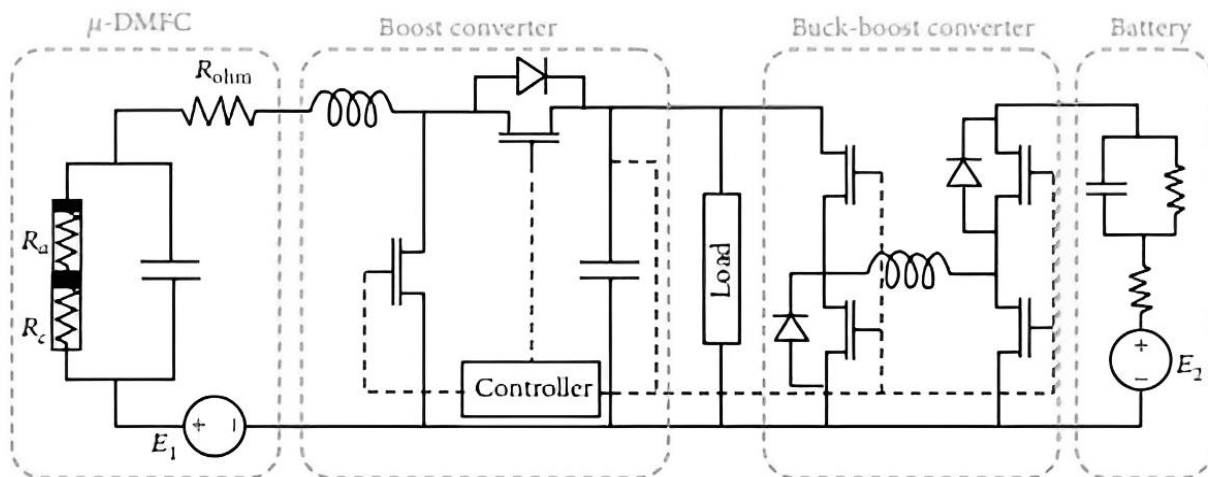 μ-DMFC
Boost converter
Buck-boost converter
Battery
R_ohm
R_a
R_c
Load
Controller
E_1
E_2
+
-
+
-